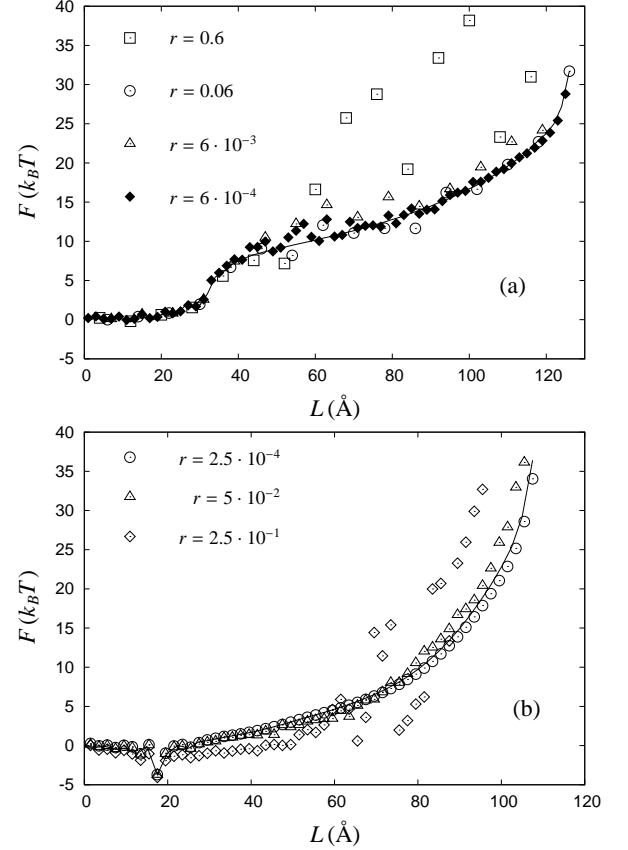 40
35
30
25
20
15
10
5
0
-5
F (k_BT)
r = 0.6
r = 0.06
r = 6 · 10⁻³
r = 6 · 10⁻⁴
(a)
0 20 40 60 80 100 120
L (Å)
40
35
30
25
20
15
10
5
0
-5
F (k_BT)
r = 2.5 · 10⁻⁴
r = 5 · 10⁻²
r = 2.5 · 10⁻¹
(b)
0 20 40 60 80 100 120
L (Å)